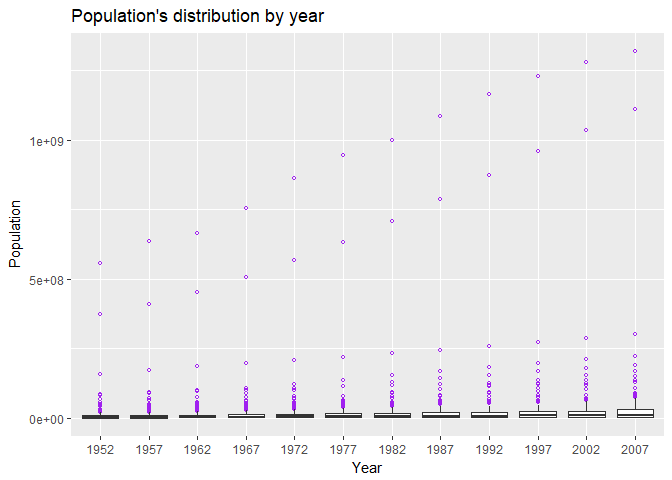 Population's distribution by year
1e+09
5e+08
0e+00
Population
1952 1957 1962 1967 1972 1977 1982 1987 1992 1997 2002 2007
Year